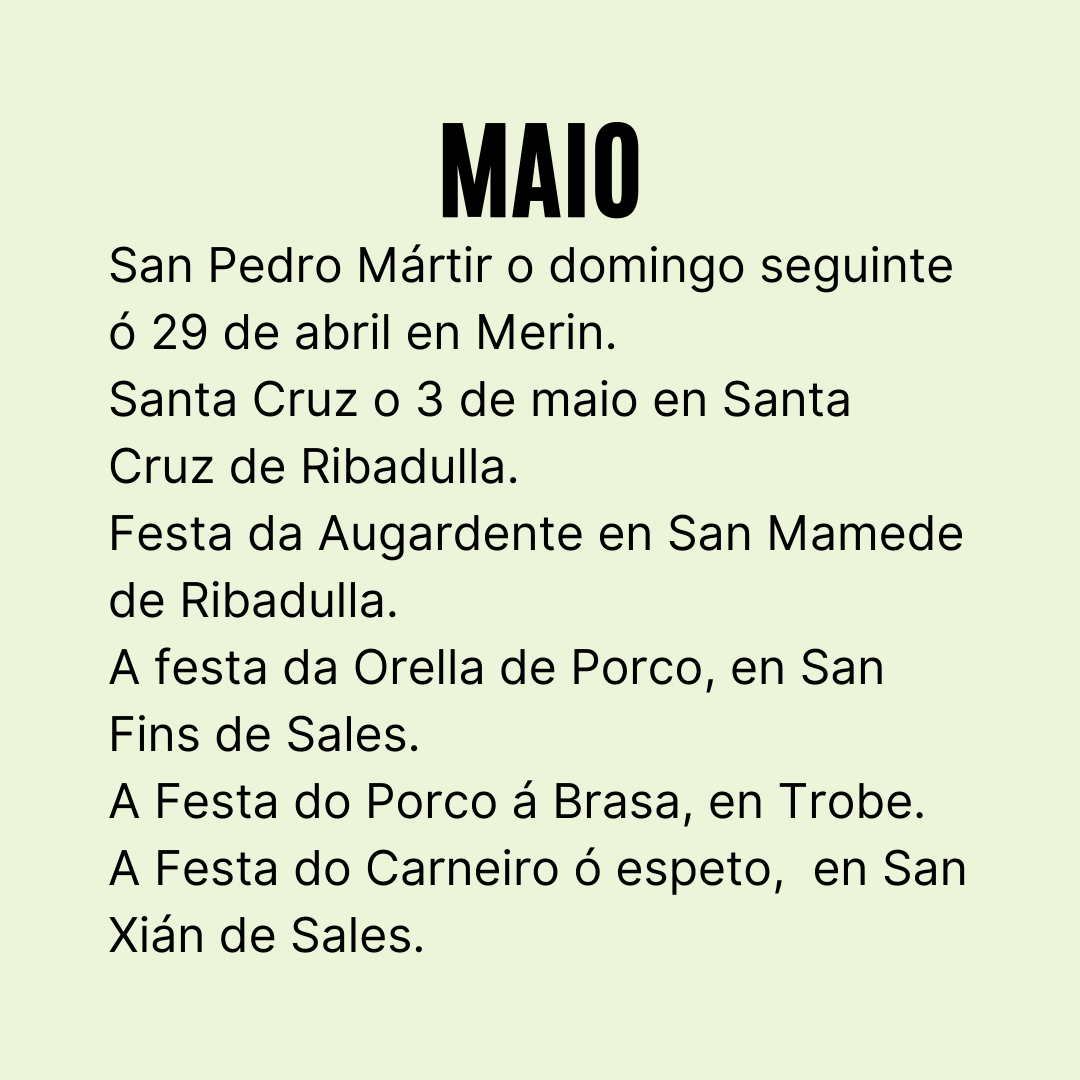 MAIO
San Pedro Mártir o domingo seguinte
ó 29 de abril en Merin.
Santa Cruz o 3 de maio en Santa
Cruz de Ribadulla.
Festa da Augardente en San Mamede
de Ribadulla.
A festa da Orella de Porco, en San
Fins de Sales.
A Festa do Porco á Brasa, en Trobe.
A Festa do Carneiro ó espeto,  en San
Xián de Sales.